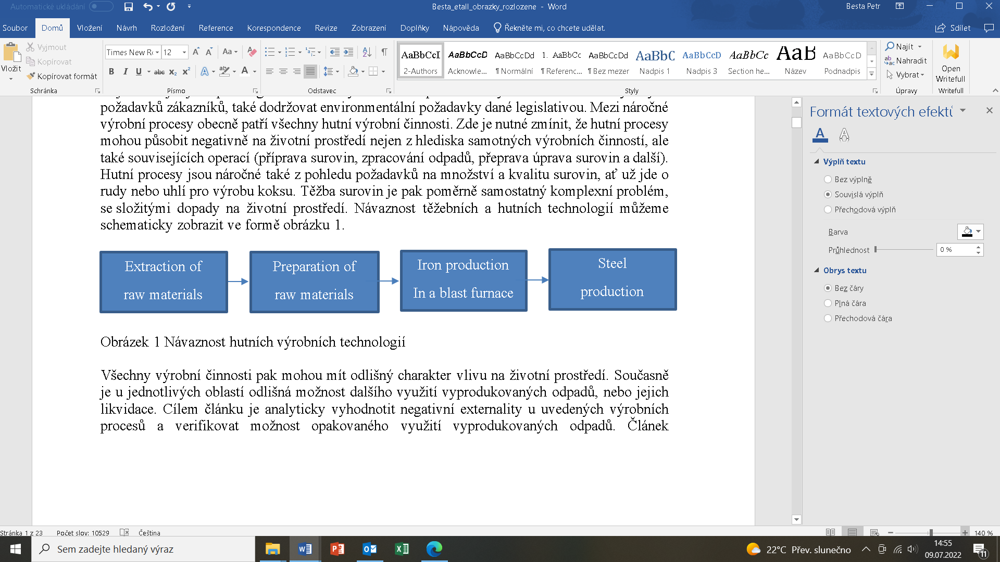 Automatické ukládání
Besta_etall_obrazky_rozlozene - Word
Besta Petr
Soubor Domů Vložení Návrh Rozložení Reference Korespondence Revize Zobrazení Doplňky Nápověda Řekněte mi, co chcete udělat. Sdílet
Vložit
Vyjmout
Kopírovat
Kopírovat formát
Schránka
Times New Ro 12
Písmo
Odstavec
AaBbCcI AaBbCcD AaBbCcDd 1. AaBbCc AaBbCcDd AaBbC AaBbCcD AaBbCc AaB AaBbCcD
2-Authors Acknowle... ¶ Normální ¶ Referenc... ¶ Bez mezer Nadpis 1 Nadpis 3 Section he... Název Podnadpis
Styly
Najít
Nahradit
Vybrat
Úpravy
Open
Writefull
Writefull
požadavků zákazníků, také dodržovat environmentální požadavky dané legislativou. Mezi náročné
výrobní procesy obecně patří všechny hutní výrobní činnosti. Zde je nutné zmínit, že hutní procesy
mohou působit negativně na životní prostředí nejen z hlediska samotných výrobních činností, ale
také souvisejících operací (příprava surovin, zpracování odpadů, přeprava úprava surovin a další).
Hutní procesy jsou náročné také z pohledu požadavků na množství a kvalitu surovin, ať už jde o
rudy nebo uhlí pro výrobu koksu. Těžba surovin je pak poměrně samostatný komplexní problém,
se složitými dopady na životní prostředí. Návaznost těžebních a hutních technologií můžeme
schematicky zobrazit ve formě obrázku 1.
Extraction of
raw materials
Preparation of
raw materials
Iron production
In a blast furnace
Steel
production
Obrázek 1 Návaznost hutních výrobních technologií
Všechny výrobní činnosti pak mohou mít odlišný charakter vlivu na životní prostředí. Současně
je u jednotlivých oblastí odlišná možnost dalšího využití vyprodukovaných odpadů, nebo jejich
likvidace. Cílem článku je analyticky vyhodnotit negativní externality u uvedených výrobních
procesů a verifikovat možnost opakovaného využití vyprodukovaných odpadů. Článek
Formát textových efektů
Výplň textu
Bez výplně
Souvislá výplň
Přechodová výplň
Barva
Průhlednost 0 %
Obrys textu
Bez čáry
Plná čára
Přechodová čára
Stránka 1 z 23 Počet slov: 10529 Čeština 140 %
Sem zadejte hledaný výraz
22°C Přev. slunečno
14:55
09.07.2022
11